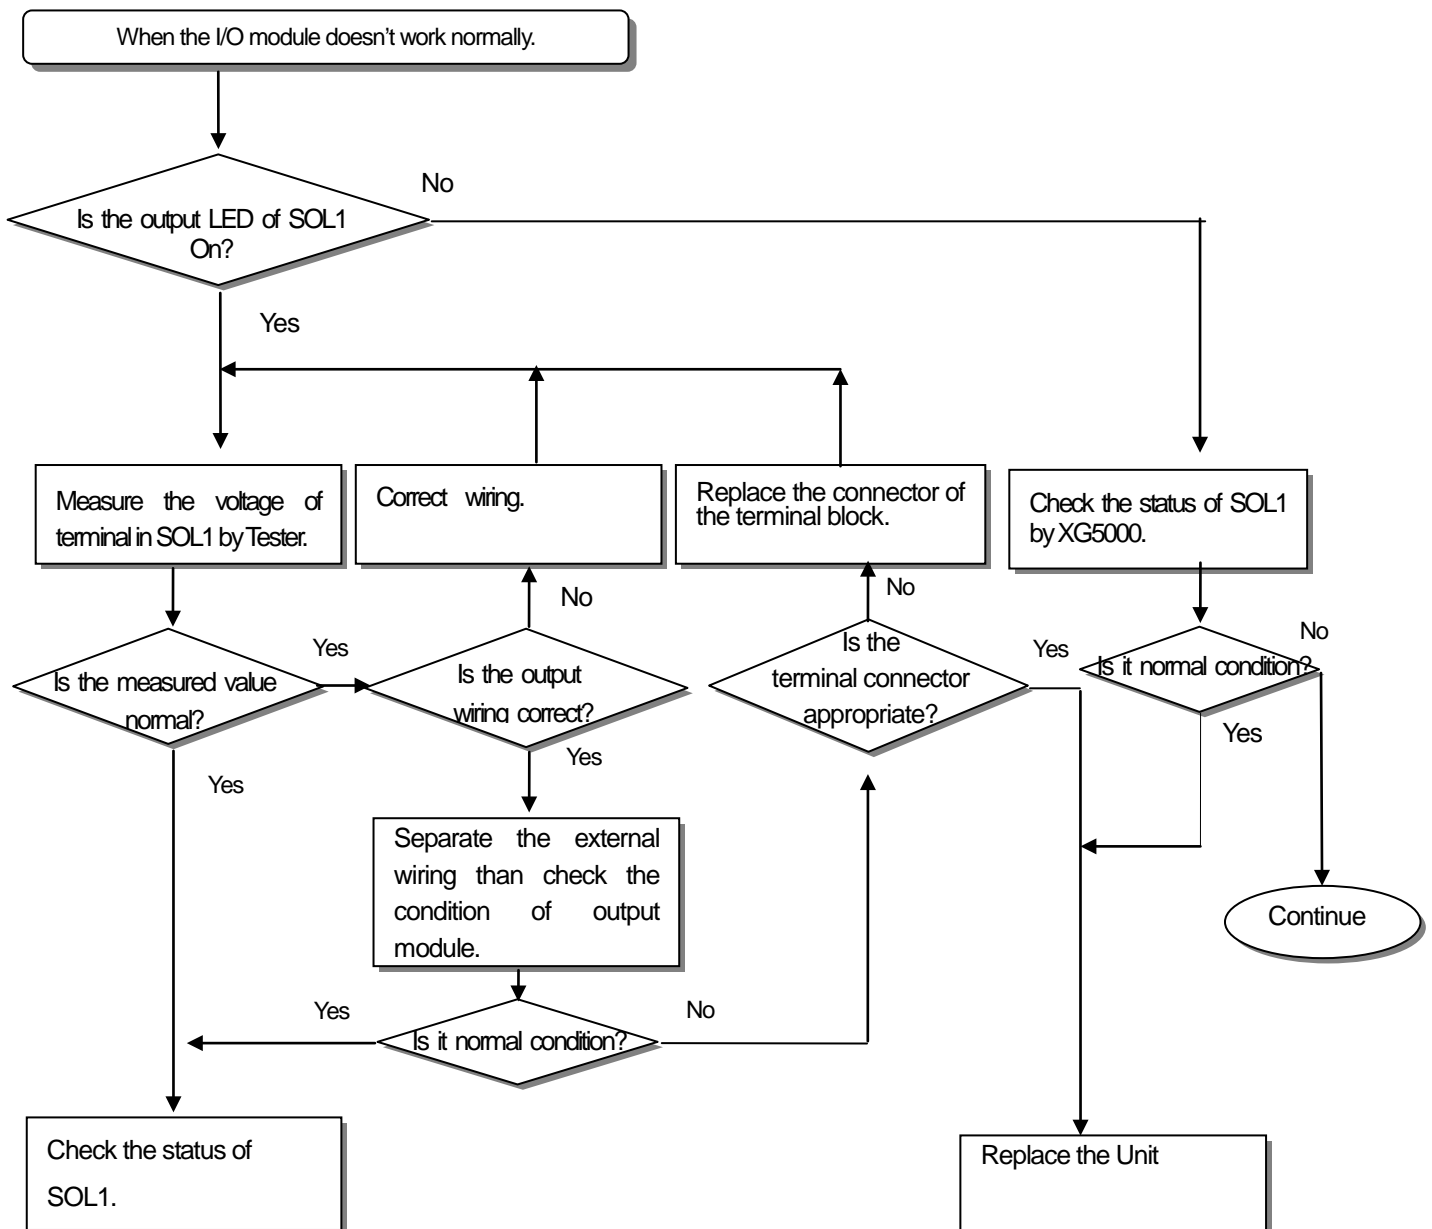 When the I/O module doesn't work normally.
No
Is the output LED of SOL1
On?
Yes
Measure the voltage of
terminal in SOL1 by Tester.
Correct wiring.
Replace the connector of
the terminal block.
Check the status of SOL1
by XG5000.
No
No
Yes
Is the measured value
normal?
Is the output
wiring correct?
Is the
terminal connector
appropriate?
Yes
No
Is it normal condition?
Yes
Yes
Yes
Separate the external
wiring than check the
condition of output
module.
Continue
Yes
No
Is it normal condition?
Check the status of
SOL1.
Replace the Unit